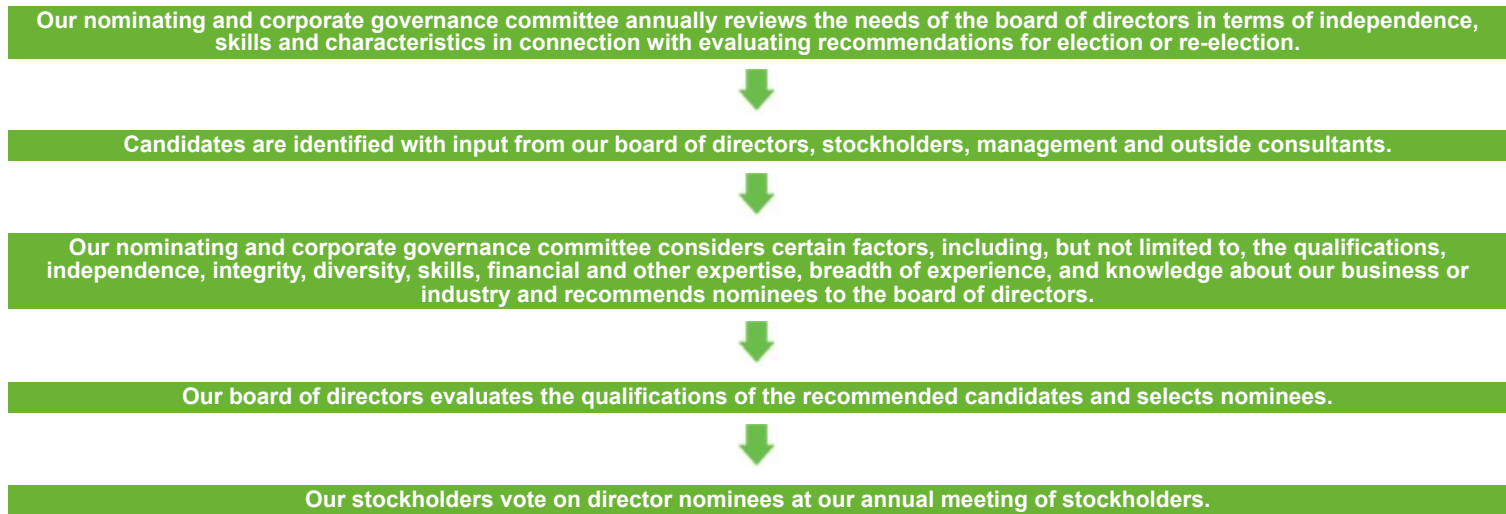 Our nominating and corporate governance committee annually reviews the needs of the board of directors in terms of independence,
skills and characteristics in connection with evaluating recommendations for election or re-election.
Candidates are identified with input from our board of directors, stockholders, management and outside consultants.
Our nominating and corporate governance committee considers certain factors, including, but not limited to, the qualifications,
independence, integrity, diversity, skills, financial and other expertise, breadth of experience, and knowledge about our business or
industry and recommends nominees to the board of directors.
Our board of directors evaluates the qualifications of the recommended candidates and selects nominees.
Our stockholders vote on director nominees at our annual meeting of stockholders.